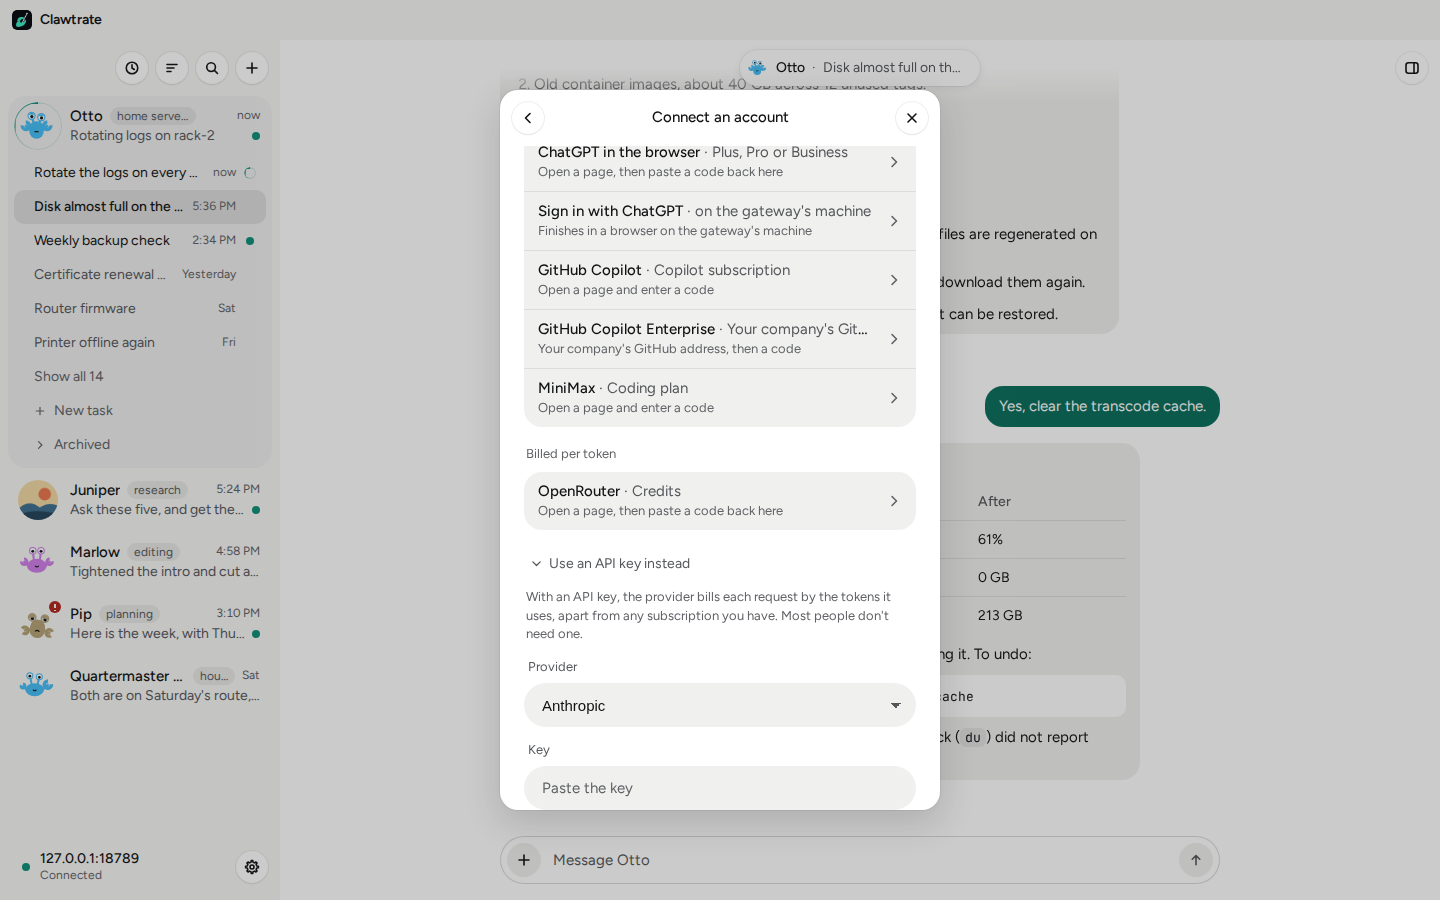 Clawtrate
Otto
home serve...
now
Rotating logs on rack-2
Rotate the logs on every ...
now
Disk almost full on the ...
5:36 PM
Weekly backup check
2:34 PM
Certificate renewal ...
Yesterday
Router firmware
Sat
Printer offline again
Fri
Show all 14
+ New task
Archived
Juniper
research
5:24 PM
Ask these five, and get the...
Marlow
editing
4:58 PM
Tightened the intro and cut a...
Pip
planning
3:10 PM
Here is the week, with Thu...
Quartermaster ...
hou...
Sat
Both are on Saturday's route,...
127.0.0.1:18789
Connected
Otto · Disk almost full on th...
2. Old container images, about 40 GB across 12 unused tags.
files are regenerated on
download them again.
t can be restored.
Yes, clear the transcode cache.
After
61%
0 GB
213 GB
ng it. To undo:
cache
ck ( du ) did not report
Message Otto
Connect an account
ChatGPT in the browser · Plus, Pro or Business
Open a page, then paste a code back here
Sign in with ChatGPT · on the gateway's machine
Finishes in a browser on the gateway's machine
GitHub Copilot · Copilot subscription
Open a page and enter a code
GitHub Copilot Enterprise · Your company's Git...
Your company's GitHub address, then a code
MiniMax · Coding plan
Open a page and enter a code
Billed per token
OpenRouter · Credits
Open a page, then paste a code back here
Use an API key instead
With an API key, the provider bills each request by the tokens it
uses, apart from any subscription you have. Most people don't
need one.
Provider
Anthropic
Key
Paste the key